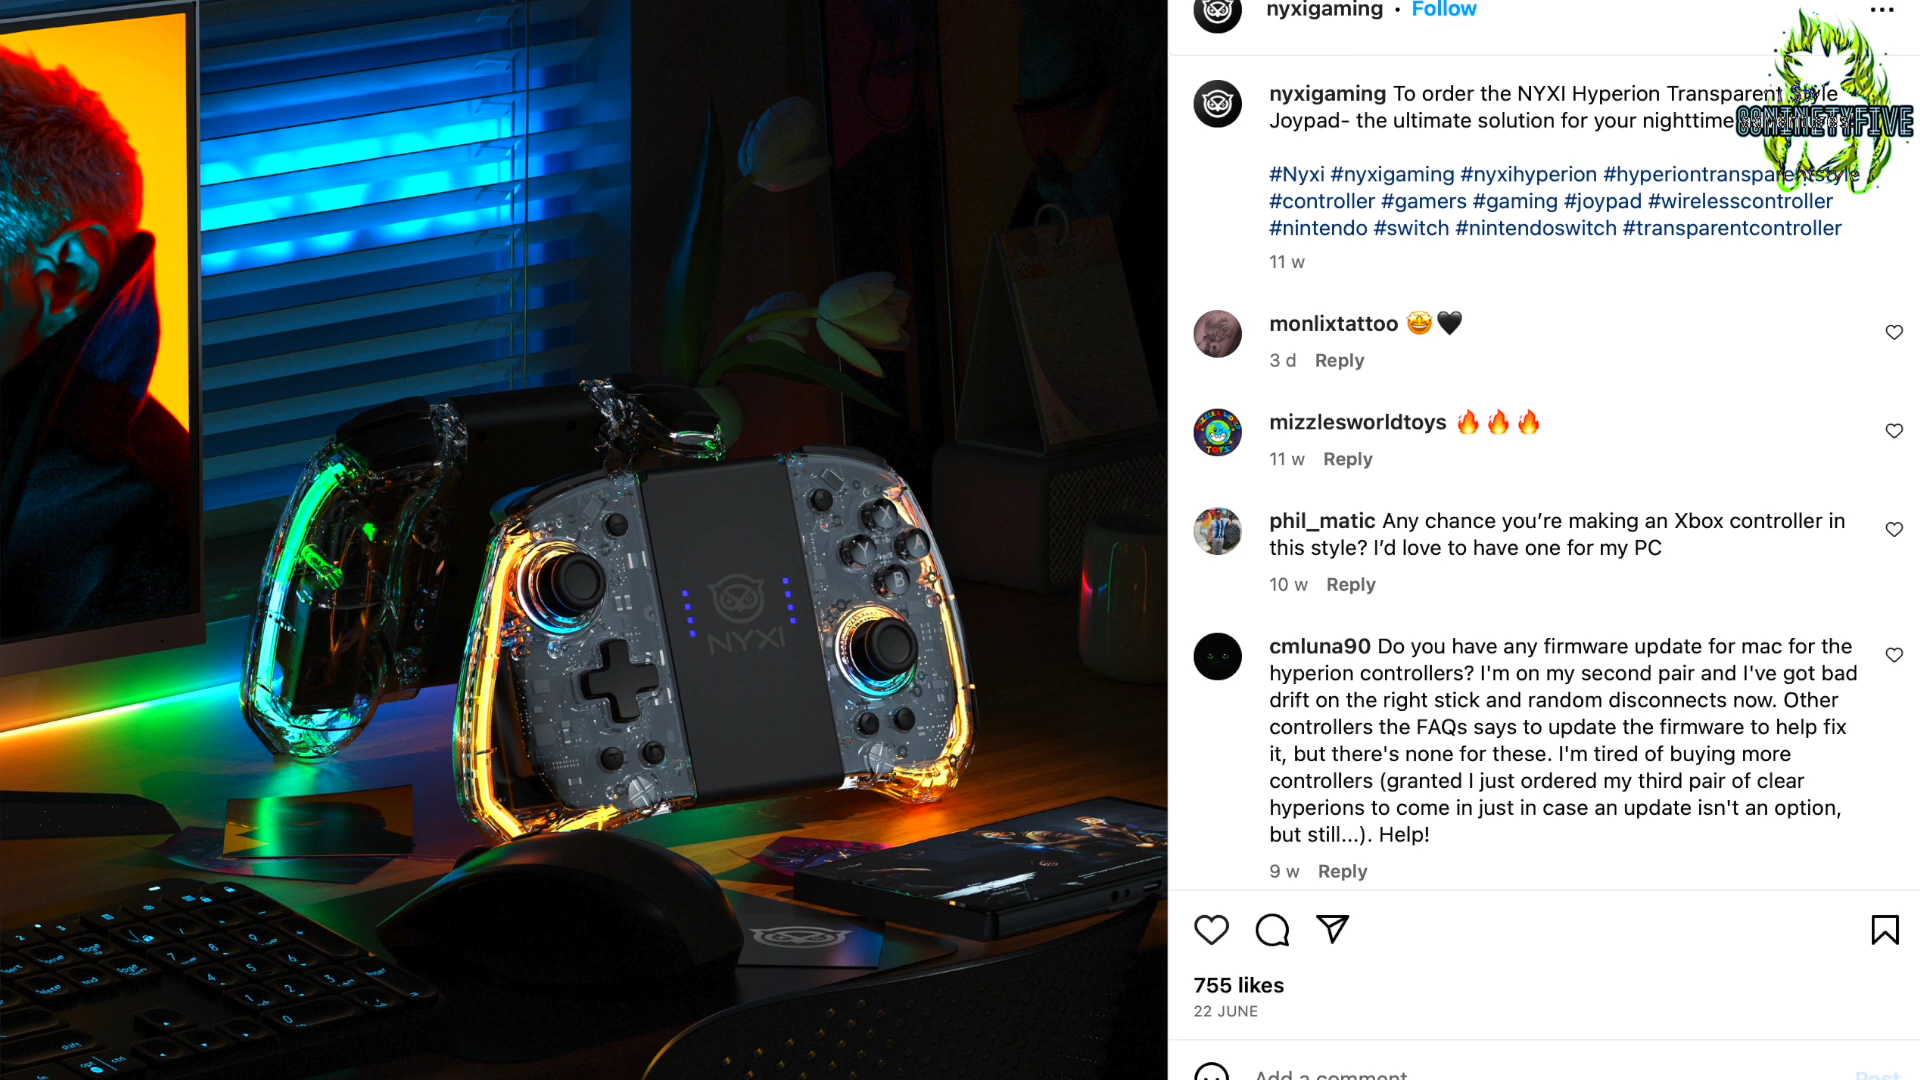 nyxigaming • Follow
nyxigaming To order the NYXI Hyperion Transparent Style
Joypad- the ultimate solution for your nighttime
#Nyxi #nyxigaming #nyxihyperion #hyperiontransparentstyle
#controller #gamers #gaming #joypad #wirelesscontroller
#nintendo #switch #nintendoswitch #transparentcontroller
11 w
monlixtattoo 🤩🖤
3 d Reply
mizzlesworldtoys 🔥🔥🔥
11 w Reply
phil_matic Any chance you’re making an Xbox controller in
this style? I’d love to have one for my PC
10 w Reply
cmluna90 Do you have any firmware update for mac for the
hyperion controllers? I'm on my second pair and I've got bad
drift on the right stick and random disconnects now. Other
controllers the FAQs says to update the firmware to help fix
it, but there's none for these. I'm tired of buying more
controllers (granted I just ordered my third pair of clear
hyperions to come in just in case an update isn't an option,
but still...). Help!
9 w Reply
755 likes
22 JUNE
Add a comment
Post
NYXI
X
Y
A
B